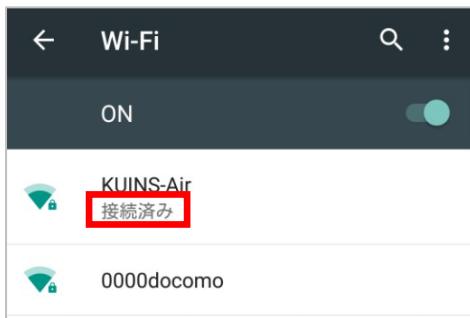 Wi-Fi
ON
KUINS-Air
接続済み
0000docomo